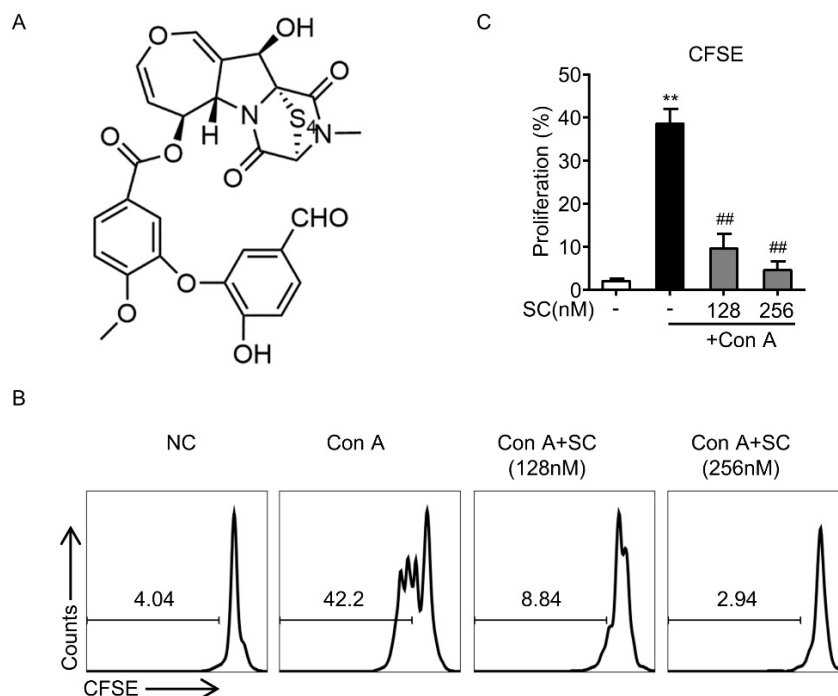 A
O
OH
O
N
S4
N
H
O
O
O
CHO
O
O
OH
C
CFSE
Proliferation (%)
50
40
30
20
10
0
**
##
##
SC(nM) - - 128 256
+Con A
B
NC
Con A
Con A+SC
(128nM)
Con A+SC
(256nM)
Counts
4.04
42.2
8.84
2.94
CFSE